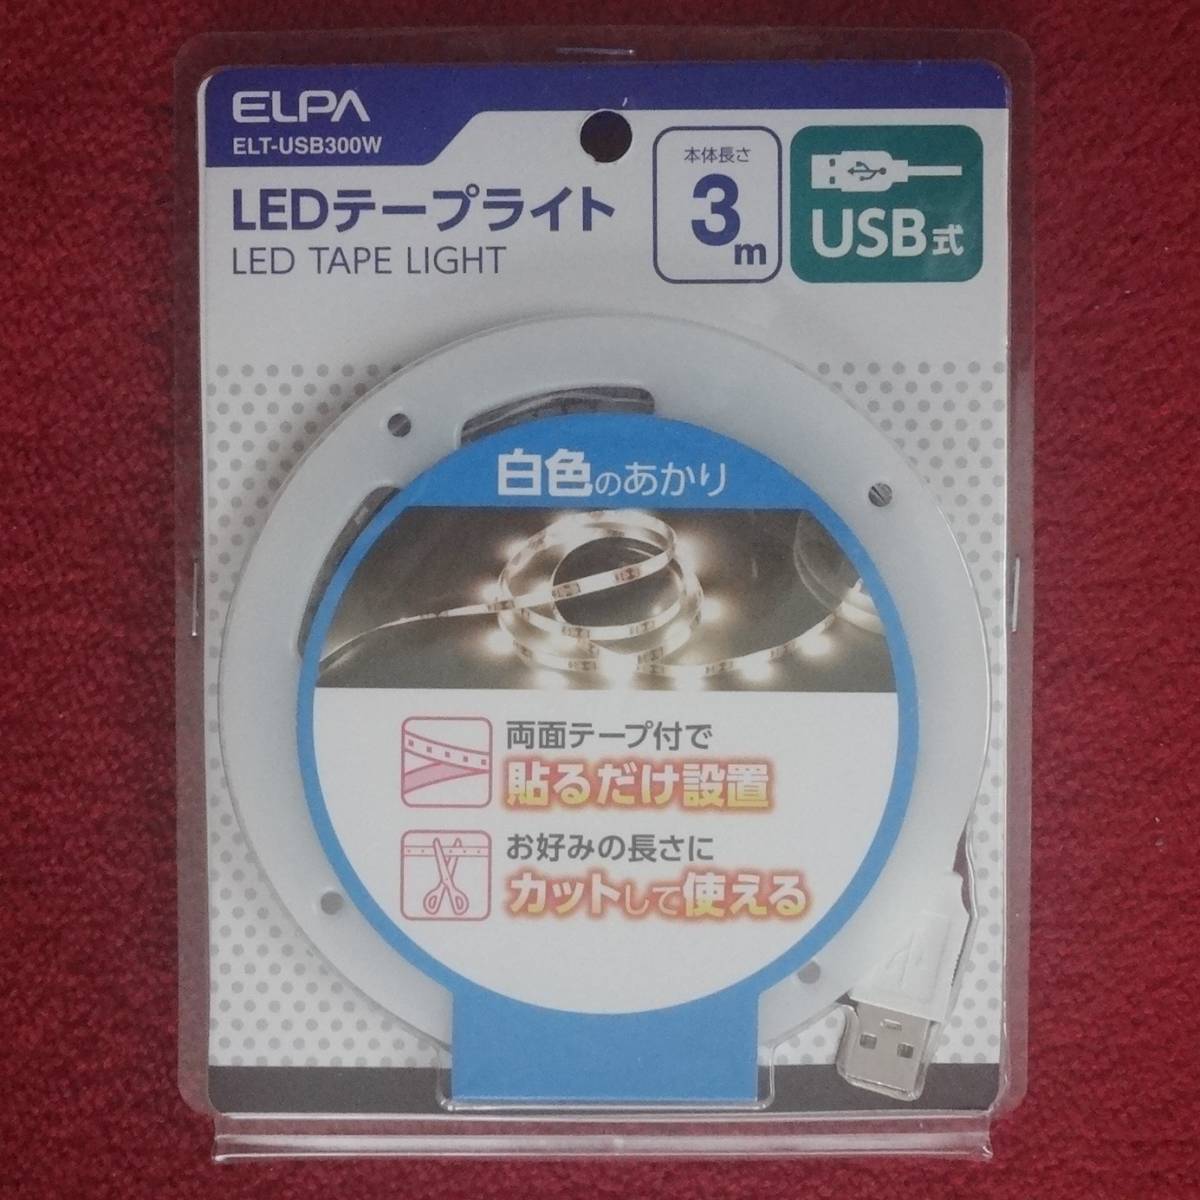 ELPA
ELT-USB300W
LEDテープライト
LED TAPE LIGHT
本体長さ
3m
USB式
白色のあかり
両面テープ付で
貼るだけ設置
お好みの長さに
カットして使える